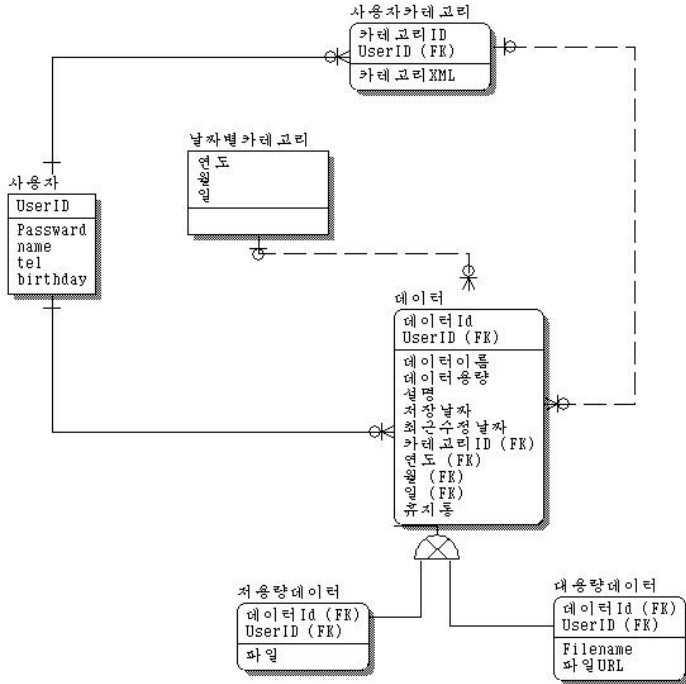 사용자카테고리
카테고리ID
UserID (FK)
카테고리XML
날짜별카테고리
연도
월
일
사용자
UserID
Passward
name
tel
birthday
데이터
데이터Id
UserID (FK)
데이터이름
데이터용량
설명
저장날짜
최근수정날짜
카테고리ID (FK)
연도 (FK)
월 (FK)
일 (FK)
휴지통
저용량데이터
데이터Id (FK)
UserID (FK)
파일
대용량데이터
데이터Id (FK)
UserID (FK)
Filename
파일URL